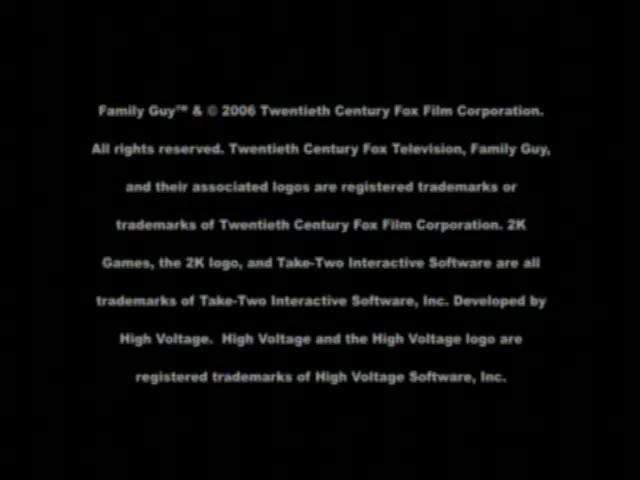 Family Guy™ & © 2006 Twentieth Century Fox Film Corporation.
All rights reserved. Twentieth Century Fox Television, Family Guy,
and their associated logos are registered trademarks or
trademarks of Twentieth Century Fox Film Corporation. 2K
Games, the 2K logo, and Take-Two Interactive Software are all
trademarks of Take-Two Interactive Software, Inc. Developed by
High Voltage.  High Voltage and the High Voltage logo are
registered trademarks of High Voltage Software, Inc.